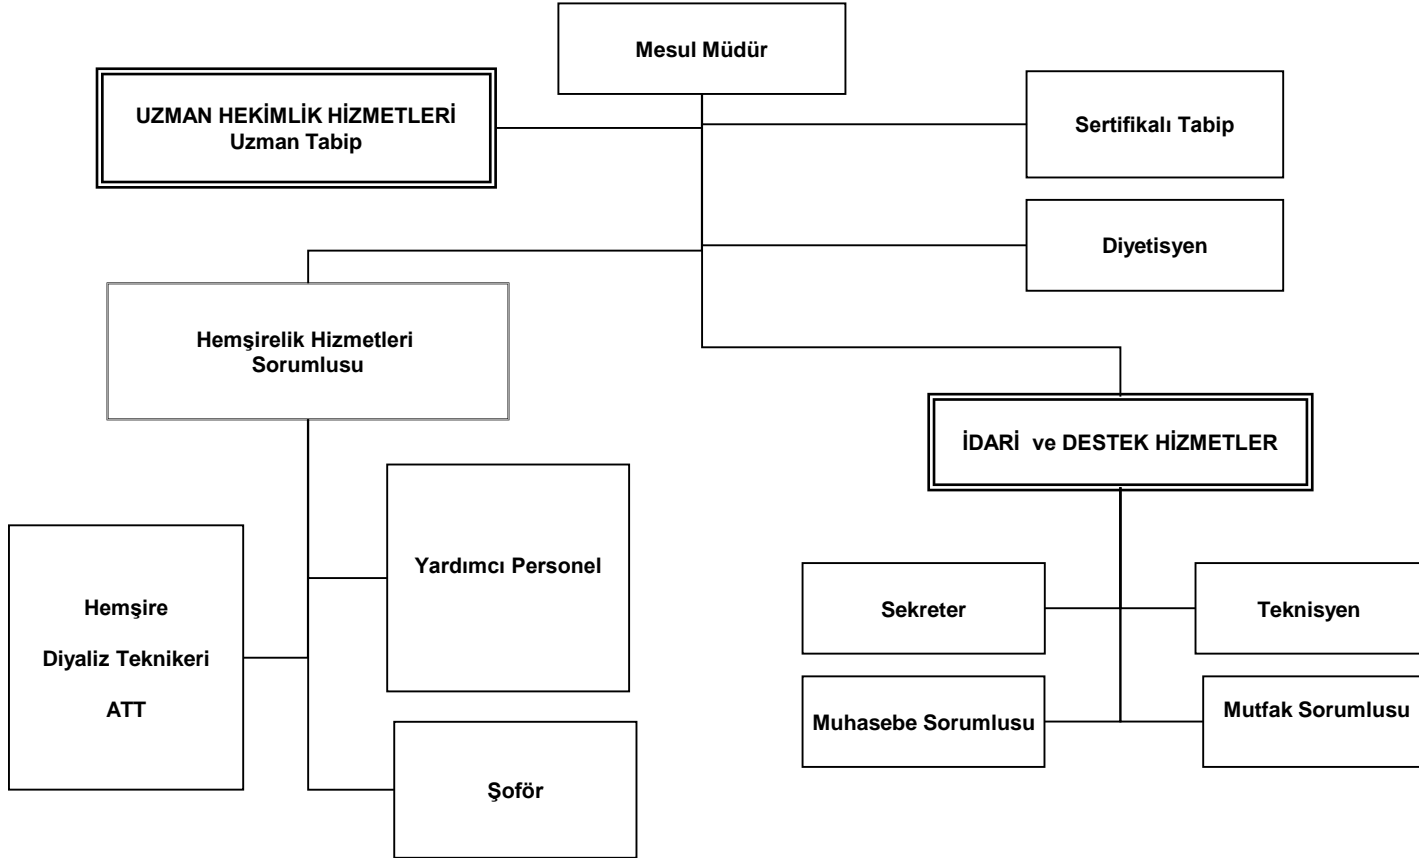 Mesul Müdür
UZMAN HEKİMLİK HİZMETLERİ
Uzman Tabip
Sertifikalı Tabip
Diyetisyen
Hemşirelik Hizmetleri
Sorumlusu
İDARİ  ve DESTEK HİZMETLER
Yardımcı Personel
Hemşire
Diyaliz Teknikeri
ATT
Şoför
Sekreter
Teknisyen
Muhasebe Sorumlusu
Mutfak Sorumlusu